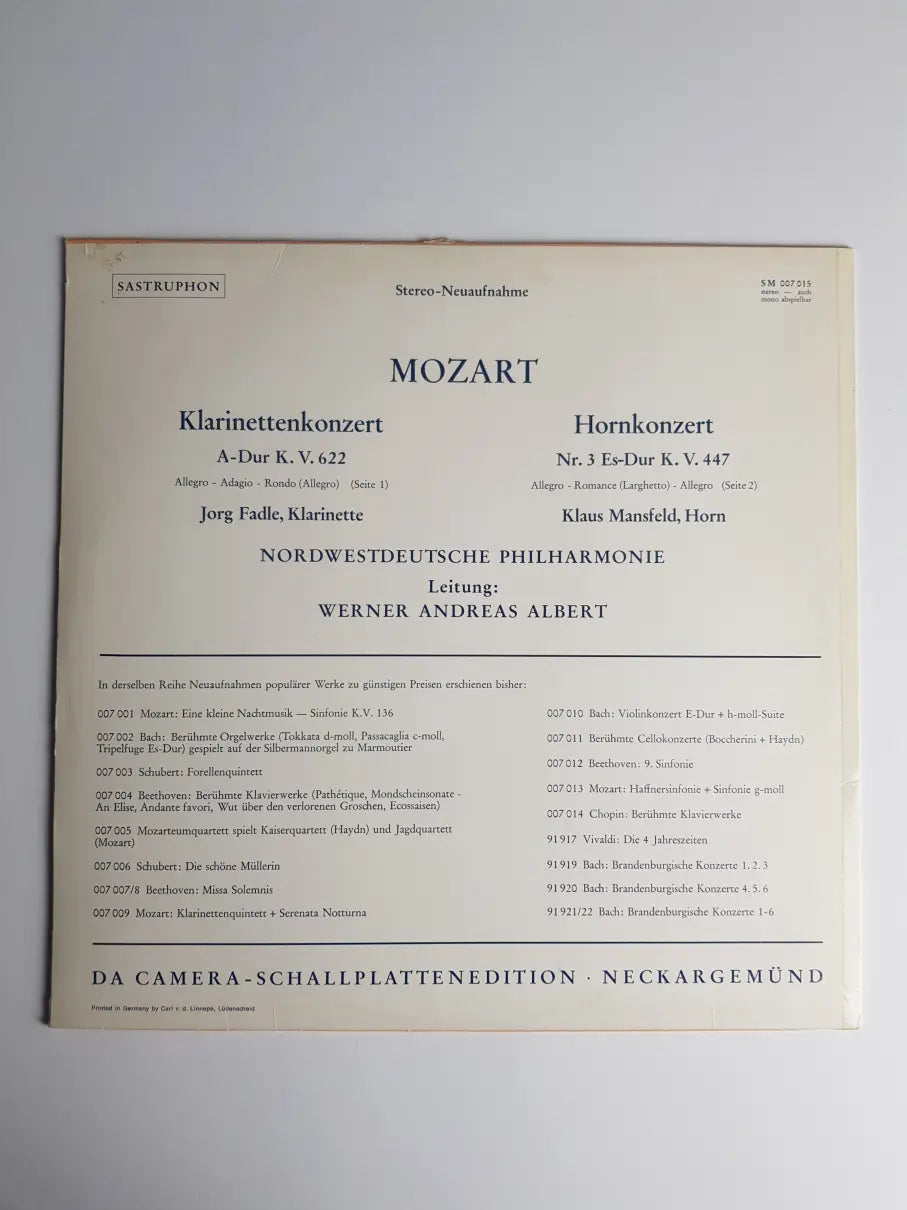 SASTRUPHON
Stereo-Neuaufnahme
SM 007 015
stereo — auch
mono abspielbar
MOZART
Klarinettenkonzert
A-Dur K. V. 622
Allegro - Adagio - Rondo (Allegro) (Seite 1)
Jorg Fadle, Klarinette
Hornkonzert
Nr. 3 Es-Dur K. V. 447
Allegro - Romance (Larghetto) - Allegro (Seite 2)
Klaus Mansfeld, Horn
NORDWESTDEUTSCHE PHILHARMONIE
Leitung:
WERNER ANDREAS ALBERT
In derselben Reihe Neuaufnahmen populärer Werke zu günstigen Preisen erschienen bisher:
007 001 Mozart: Eine kleine Nachtmusik — Sinfonie K.V. 136
007 002 Bach: Berühmte Orgelwerke (Tokkata d-moll, Passacaglia c-moll,
Tripelfuge Es-Dur) gespielt auf der Silbermannorgel zu Marmoutier
007 003 Schubert: Forellenquintett
007 004 Beethoven: Berühmte Klavierwerke (Pathétique, Mondscheinsonate -
An Elise, Andante favori, Wut über den verlorenen Groschen, Ecossaisen)
007 005 Mozarteumquartett spielt Kaiserquartett (Haydn) und Jagdquartett
(Mozart)
007 006 Schubert: Die schöne Müllerin
007 007/8 Beethoven: Missa Solemnis
007 009 Mozart: Klarinettenquintett + Serenata Notturna
007 010 Bach: Violinkonzert E-Dur + h-moll-Suite
007 011 Berühmte Cellokonzerte (Boccherini + Haydn)
007 012 Beethoven: 9. Sinfonie
007 013 Mozart: Haffnersinfonie + Sinfonie g-moll
007 014 Chopin: Berühmte Klavierwerke
91 917 Vivaldi: Die 4 Jahreszeiten
91 919 Bach: Brandenburgische Konzerte 1. 2. 3
91 920 Bach: Brandenburgische Konzerte 4. 5. 6
91 921/22 Bach: Brandenburgische Konzerte 1-6
DA CAMERA-SCHALLPLATTENEDITION · NECKARGEMÜND
Printed in Germany by Carl v. d. Linnepe, Lüdenscheid